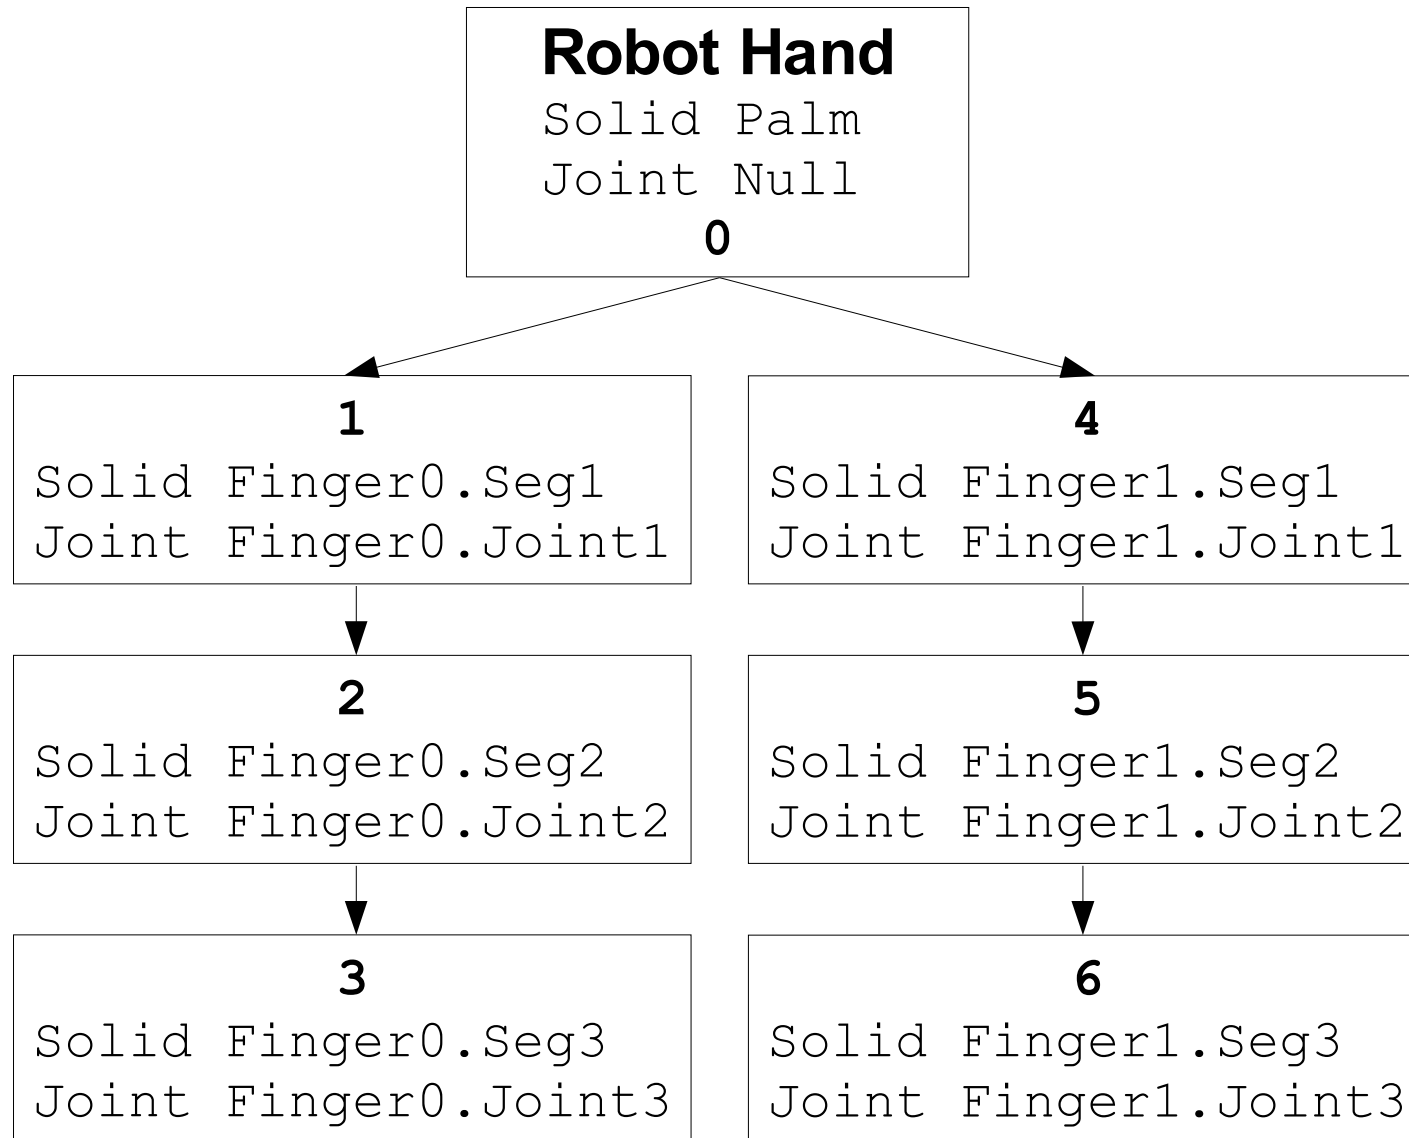 Robot Hand
Solid Palm
Joint Null
0
1
Solid Finger0.Seg1
Joint Finger0.Joint1
4
Solid Finger1.Seg1
Joint Finger1.Joint1
2
Solid Finger0.Seg2
Joint Finger0.Joint2
5
Solid Finger1.Seg2
Joint Finger1.Joint2
3
Solid Finger0.Seg3
Joint Finger0.Joint3
6
Solid Finger1.Seg3
Joint Finger1.Joint3